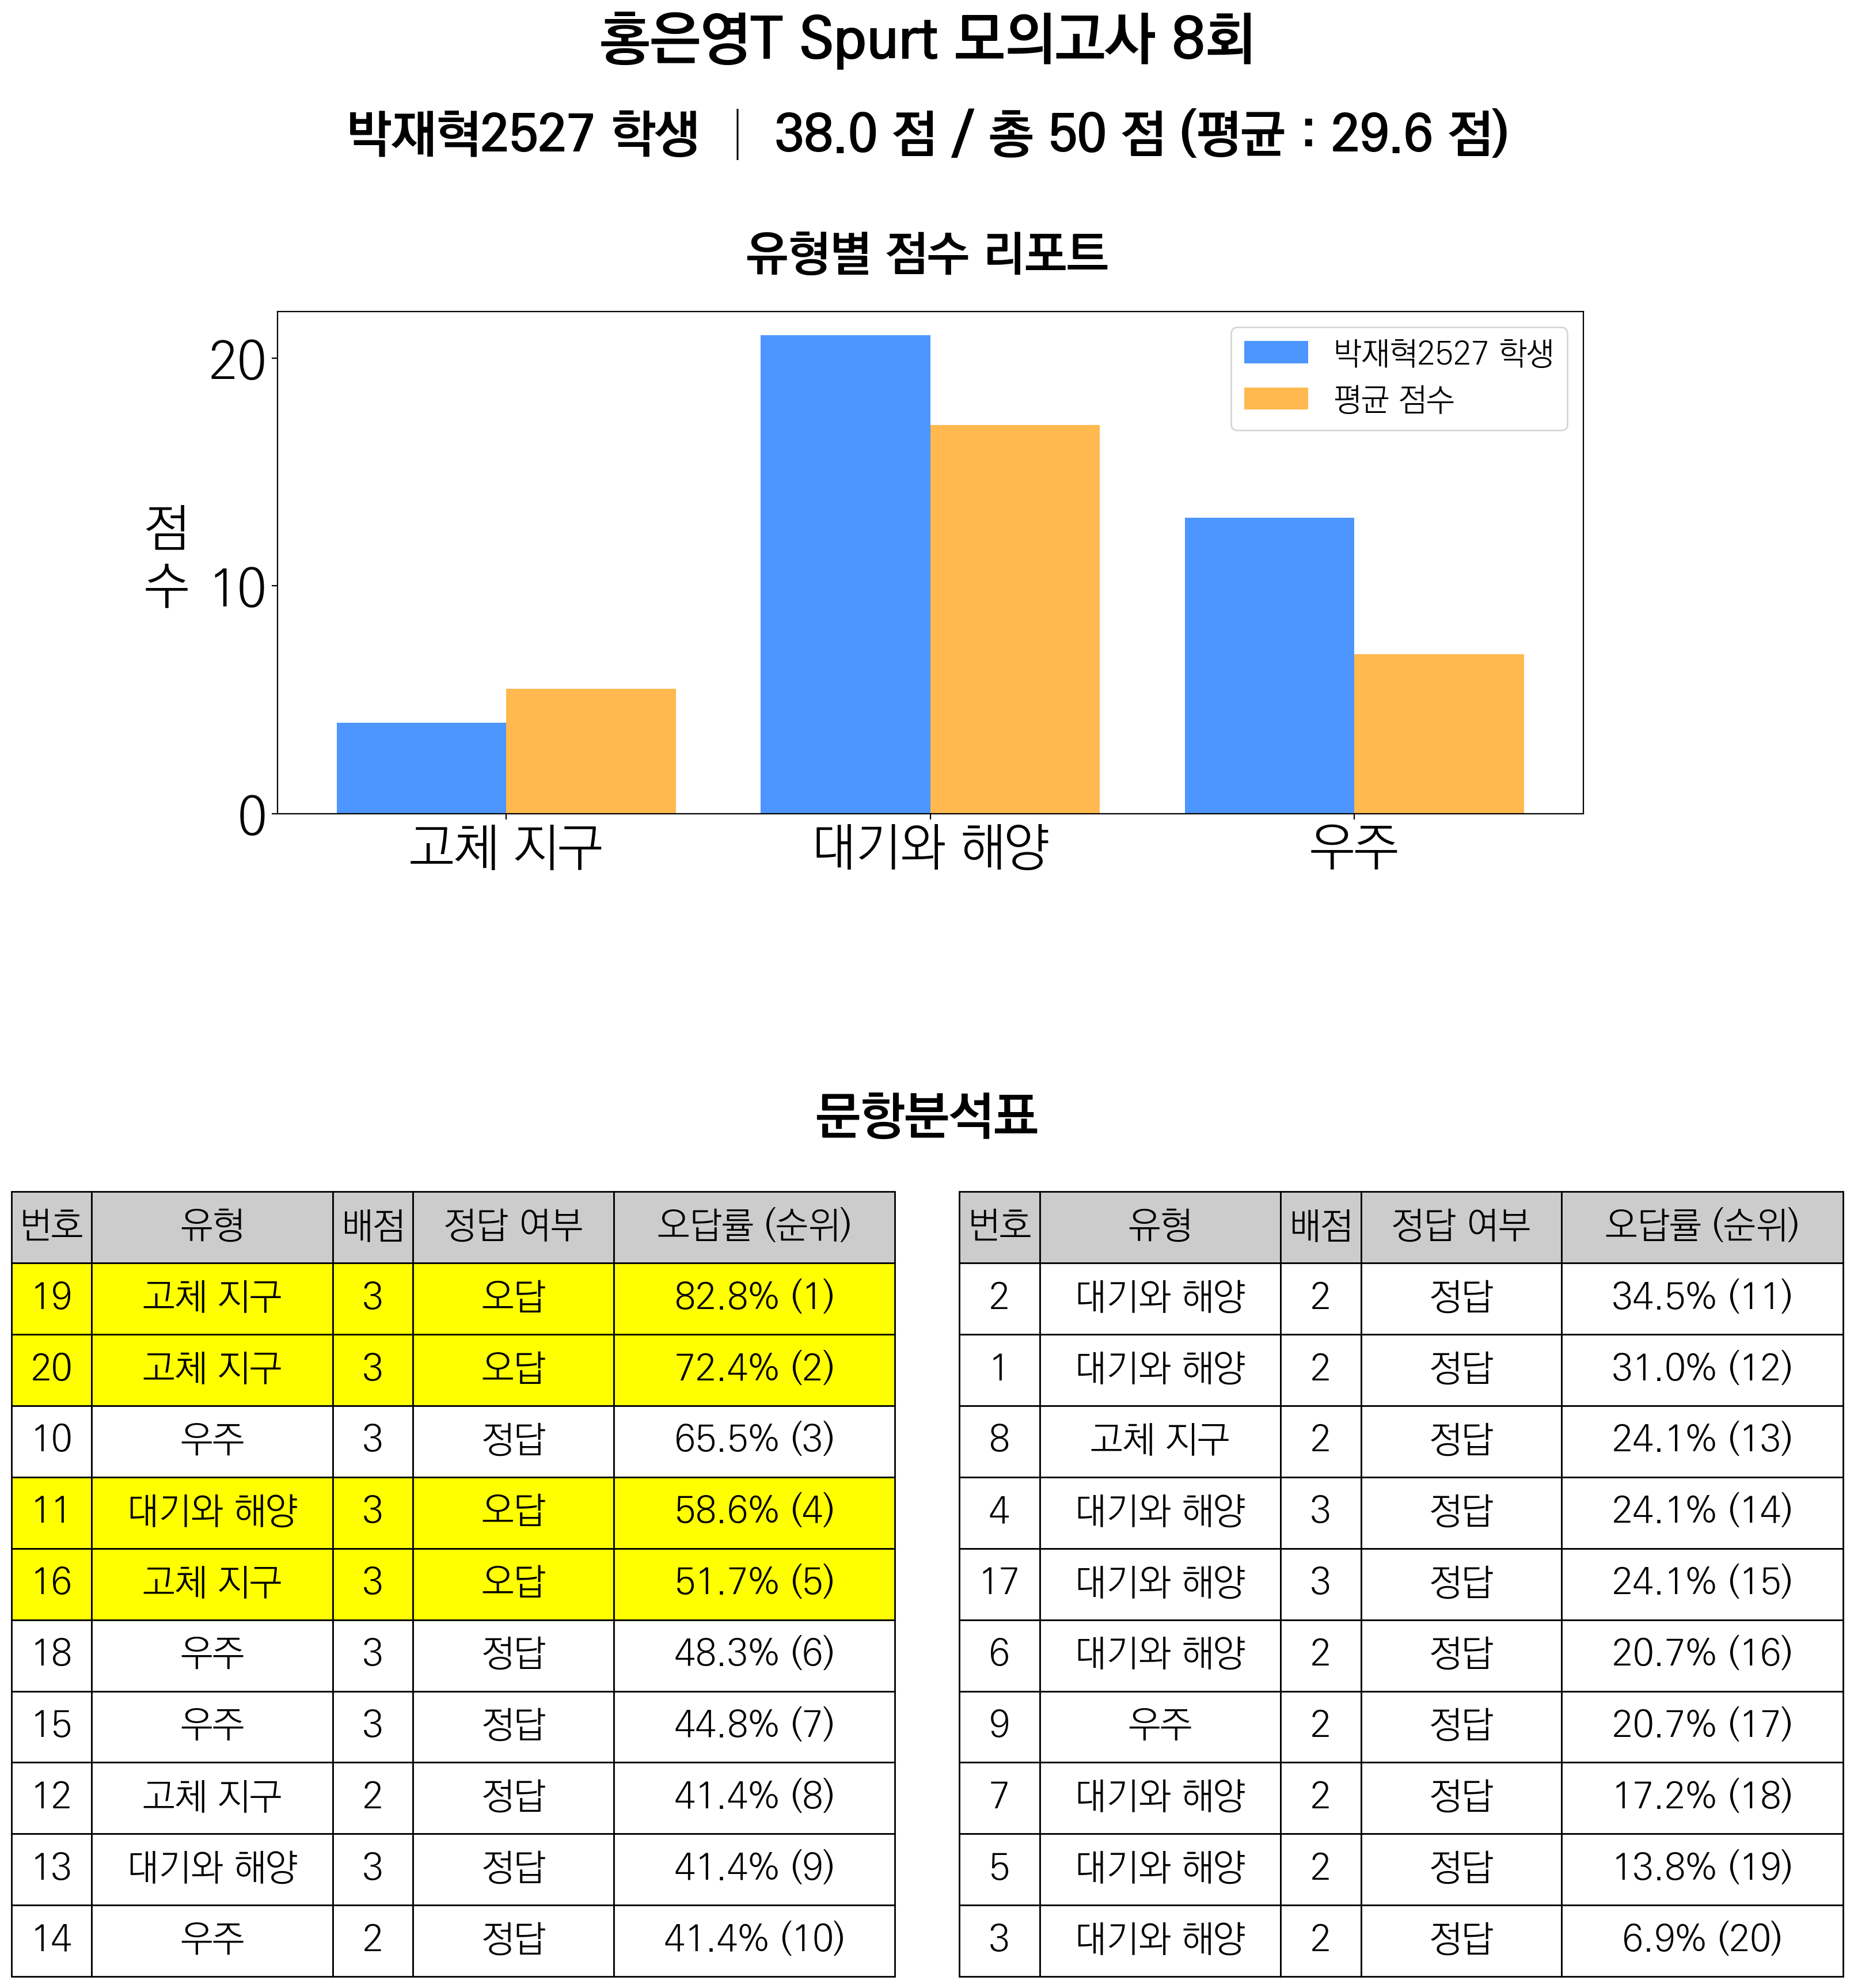 홍은영T Spurt 모의고사 8회
박재혁2527 학생 | 38.0 점 / 총 50 점 (평균 : 29.6 점)
유형별 점수 리포트
박재혁2527 학생
평균 점수
점수
20
10
0
고체 지구 대기와 해양 우주
문항분석표
번호 유형 배점 정답 여부 오답률 (순위)
19 고체 지구 3 오답 82.8% (1)
20 고체 지구 3 오답 72.4% (2)
10 우주 3 정답 65.5% (3)
11 대기와 해양 3 오답 58.6% (4)
16 고체 지구 3 오답 51.7% (5)
18 우주 3 정답 48.3% (6)
15 우주 3 정답 44.8% (7)
12 고체 지구 2 정답 41.4% (8)
13 대기와 해양 3 정답 41.4% (9)
14 우주 2 정답 41.4% (10)
번호 유형 배점 정답 여부 오답률 (순위)
2 대기와 해양 2 정답 34.5% (11)
1 대기와 해양 2 정답 31.0% (12)
8 고체 지구 2 정답 24.1% (13)
4 대기와 해양 3 정답 24.1% (14)
17 대기와 해양 3 정답 24.1% (15)
6 대기와 해양 2 정답 20.7% (16)
9 우주 2 정답 20.7% (17)
7 대기와 해양 2 정답 17.2% (18)
5 대기와 해양 2 정답 13.8% (19)
3 대기와 해양 2 정답 6.9% (20)